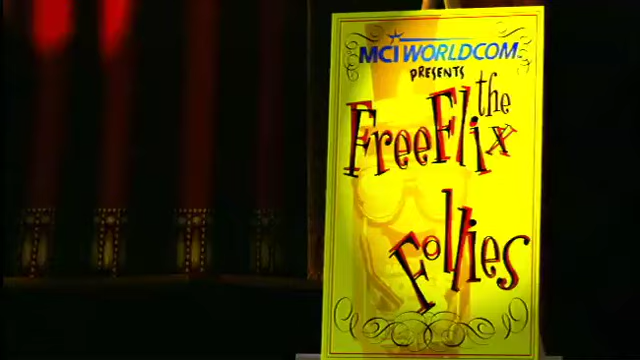 MCI WORLDCOM
PRESENTS
the
FreeFlix
Follies